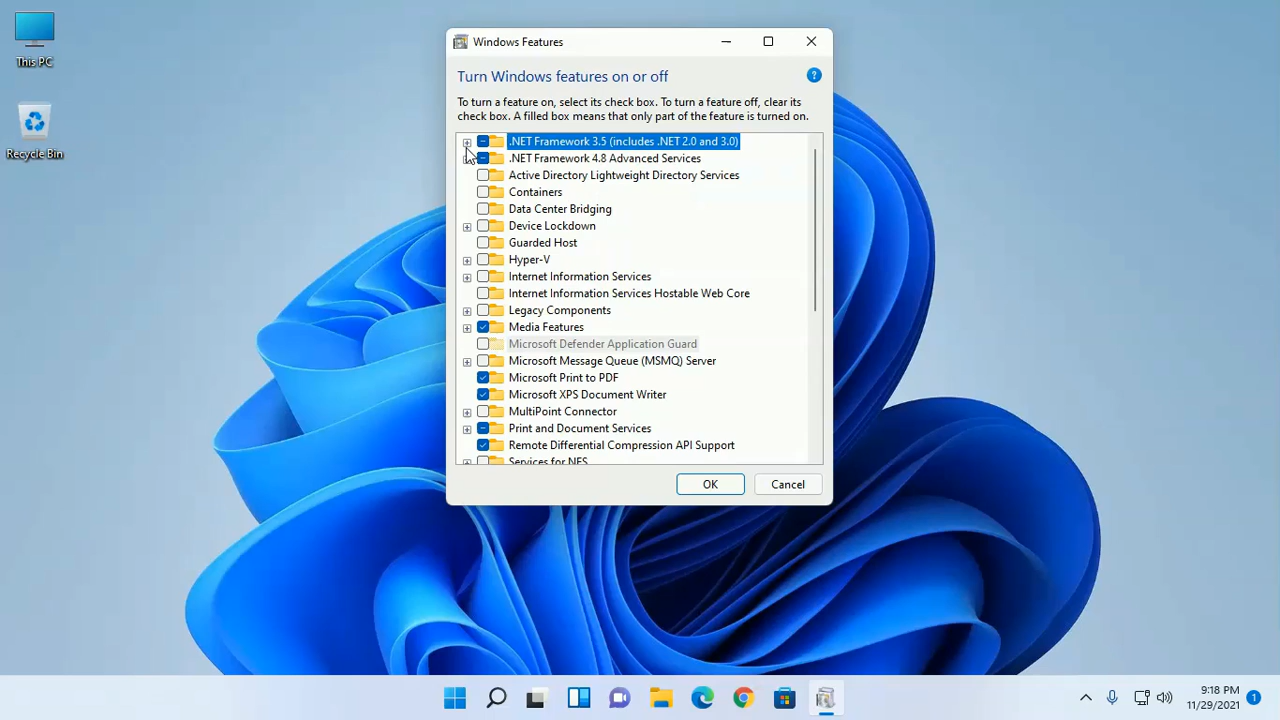 This PC
Recycle Bin
Windows Features
Turn Windows features on or off
To turn a feature on, select its check box. To turn a feature off, clear its
check box. A filled box means that only part of the feature is turned on.
.NET Framework 3.5 (includes .NET 2.0 and 3.0)
.NET Framework 4.8 Advanced Services
Active Directory Lightweight Directory Services
Containers
Data Center Bridging
Device Lockdown
Guarded Host
Hyper-V
Internet Information Services
Internet Information Services Hostable Web Core
Legacy Components
Media Features
Microsoft Defender Application Guard
Microsoft Message Queue (MSMQ) Server
Microsoft Print to PDF
Microsoft XPS Document Writer
MultiPoint Connector
Print and Document Services
Remote Differential Compression API Support
Services for NFS
OK
Cancel
9:18 PM
11/29/2021
1